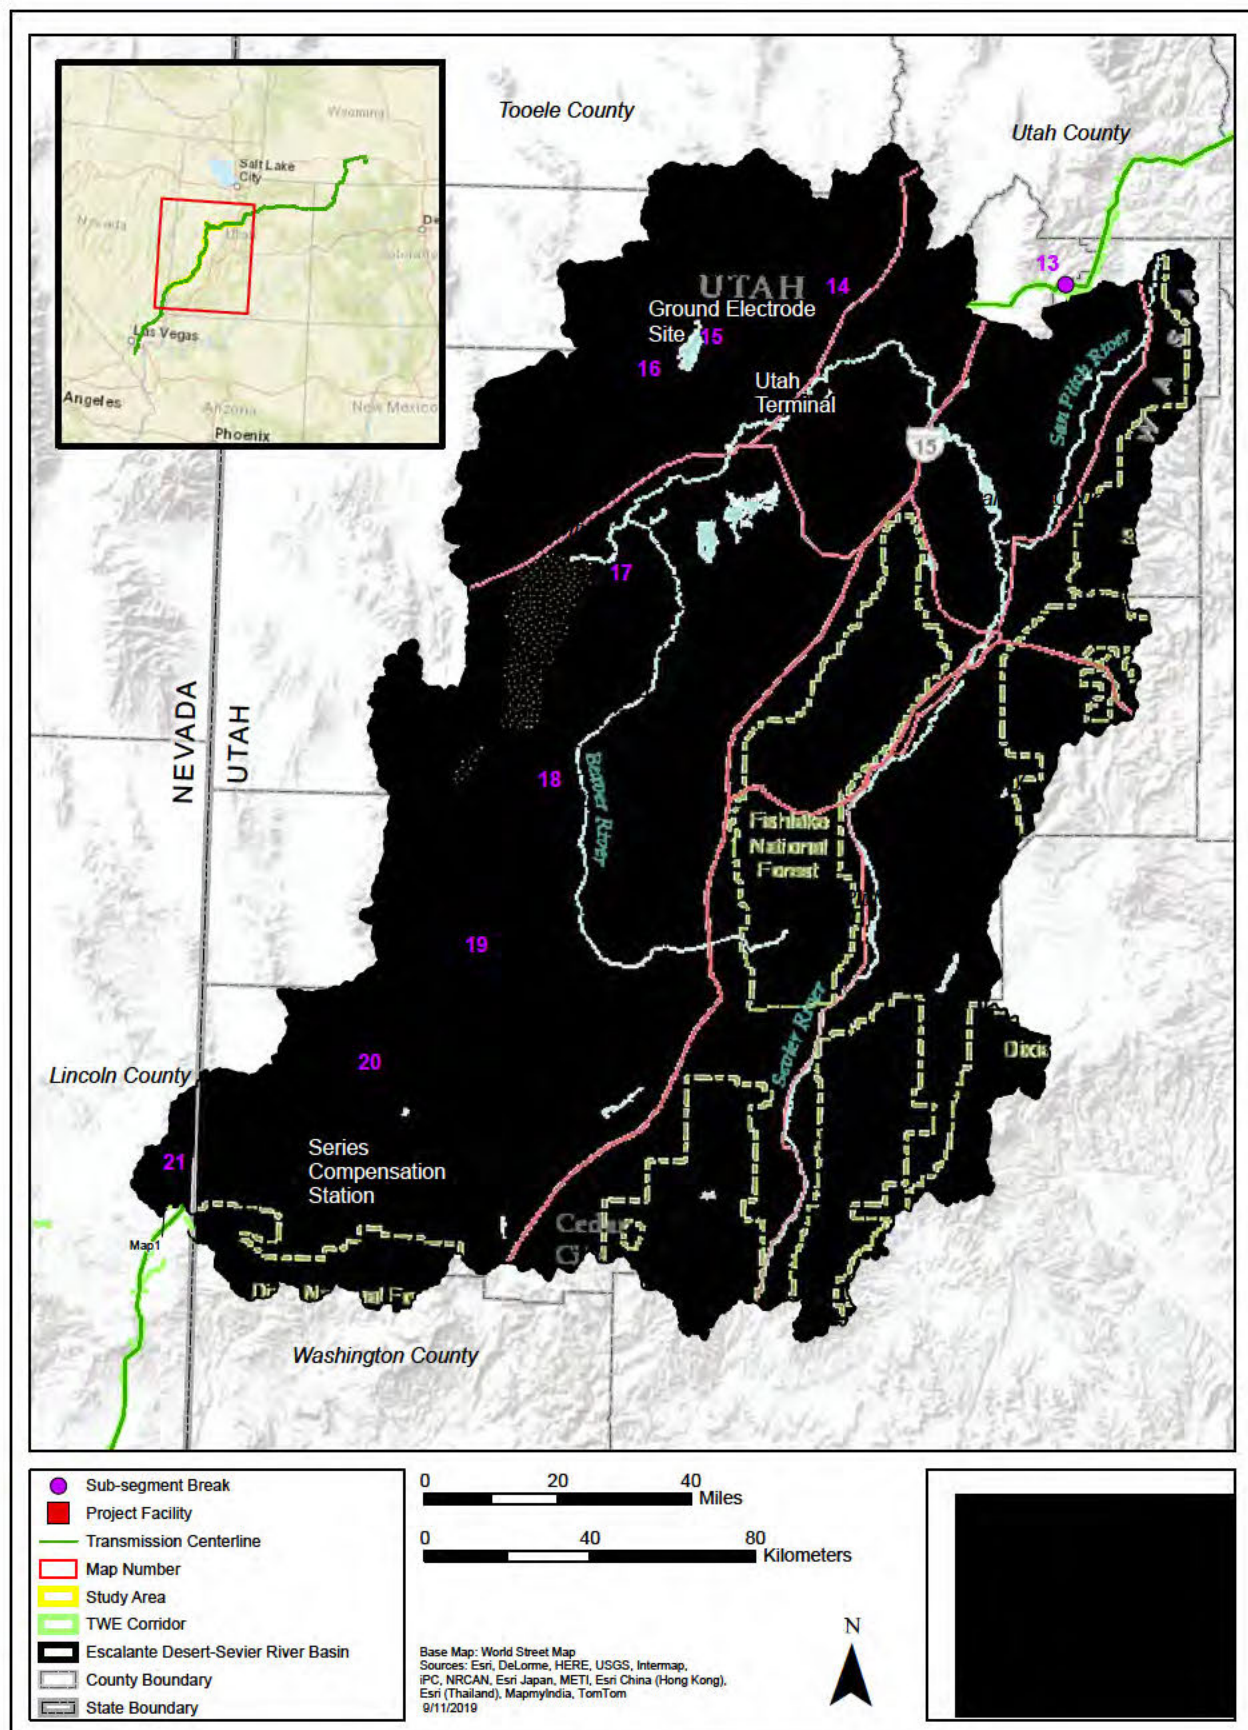 Tooele County
Utah County
Wyoming
Salt Lake
City
Nevada
Utah
De
Colorado
Las Vegas
Angeles
Arizona
New Mexico
Phoenix
13
UTAH
14
Ground Electrode
Site
15
16
Utah
Terminal
San Pitch River
W A S
15
17
NEVADA
UTAH
18
Beaver River
Fishlake
National
Forest
19
Sevier River
20
Dixie
Lincoln County
21
Series
Compensation
Station
Map1
Cedar
Washington County
Sub-segment Break
Project Facility
Transmission Centerline
Map Number
Study Area
TWE Corridor
Escalante Desert-Sevier River Basin
County Boundary
State Boundary
0 20 40
Miles
0 40 80
Kilometers
Base Map: World Street Map
Sources: Esri, DeLorme, HERE, USGS, Intermap,
iPC, NRCAN, Esri Japan, METI, Esri China (Hong Kong),
Esri (Thailand), MapmyIndia, TomTom
9/11/2019
N